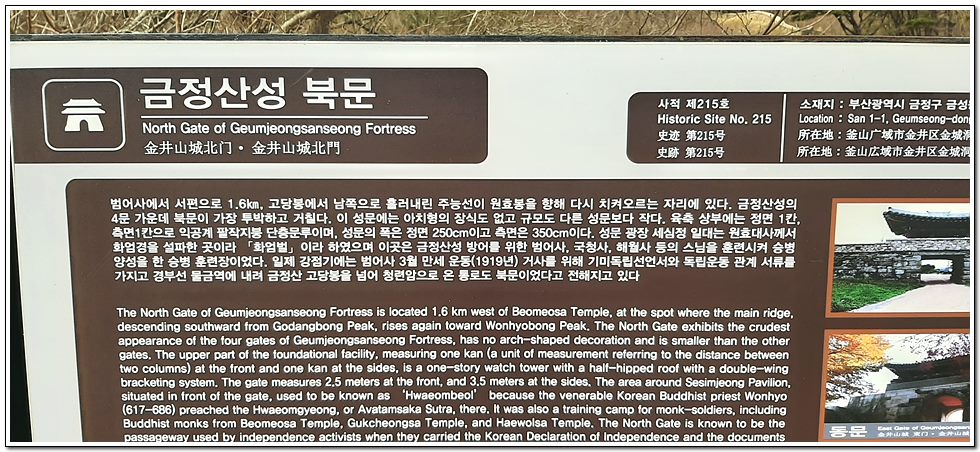 금정산성 북문
North Gate of Geumjeongsanseong Fortress
金井山城北门 · 金井山城北門
사적 제215호
Historic Site No. 215
史迹 第215号
史跡 第215号
소재지 : 부산광역시 금정구
Location : San 1-1, Geumseong-dong
所在地 : 釜山广域市金井区金城洞
所在地 : 釜山広域市金井区金城洞
범어사에서 서편으로 1.6km, 고당봉에서 남쪽으로 흘러내린 주능선이 원효봉을 향해 다시 치켜오르는 자리에 있다. 금정산성의
4문 가운데 북문이 가장 투박하고 거칠다. 이 성문에는 아치형의 장식도 없고 규모도 다른 성문보다 작다. 육축 상부에는 정면 1칸,
측면1칸으로 익공계 팔작지붕 단층문루이며, 성문의 폭은 정면 250cm이고 측면은 350cm이다. 성문 광장 세심정 일대는 원효대사께서
화엄경을 설파한 곳이라 「화엄벌」이라 하였으며 이곳은 금정산성 방어를 위한 범어사, 국청사, 해월사 등의 스님을 훈련시켜 승병
양성을 한 승병 훈련장이었다. 일제 강점기에는 범어사 3월 만세 운동(1919년) 거사를 위해 기미독립선언서와 독립운동 관계 서류를
가지고 경부선 물금역에 내려 금정산 고당봉을 넘어 청련암으로 온 통로도 북문이었다고 전해지고 있다
The North Gate of Geumjeongsanseong Fortress is located 1.6 km west of Beomeosa Temple, at the spot where the main ridge,
descending southward from Godangbong Peak, rises again toward Wonhyobong Peak. The North Gate exhibits the crudest
appearance of the four gates of Geumjeongsanseong Fortress, has no arch-shaped decoration and is smaller than the other
gates. The upper part of the foundational facility, measuring one kan (a unit of measurement referring to the distance between
two columns) at the front and one kan at the sides, is a one-story watch tower with a half-hipped roof with a double-wing
bracketing system. The gate measures 2.5 meters at the front, and 3.5 meters at the sides. The area around Sesimjeong Pavilion,
situated in front of the gate, used to be known as 'Hwaeombeol' because the venerable Korean Buddhist priest Wonhyo
(617-686) preached the Hwaeomgyeong, or Avatamsaka Sutra, there. It was also a training camp for monk-soldiers, including
Buddhist monks from Beomeosa Temple, Gukcheongsa Temple, and Haewolsa Temple. The North Gate is known to be the
passageway used by independence activists when they carried the Korean Declaration of Independence and the documents
동문
East Gate of
金井山城 東门 · 金井山城